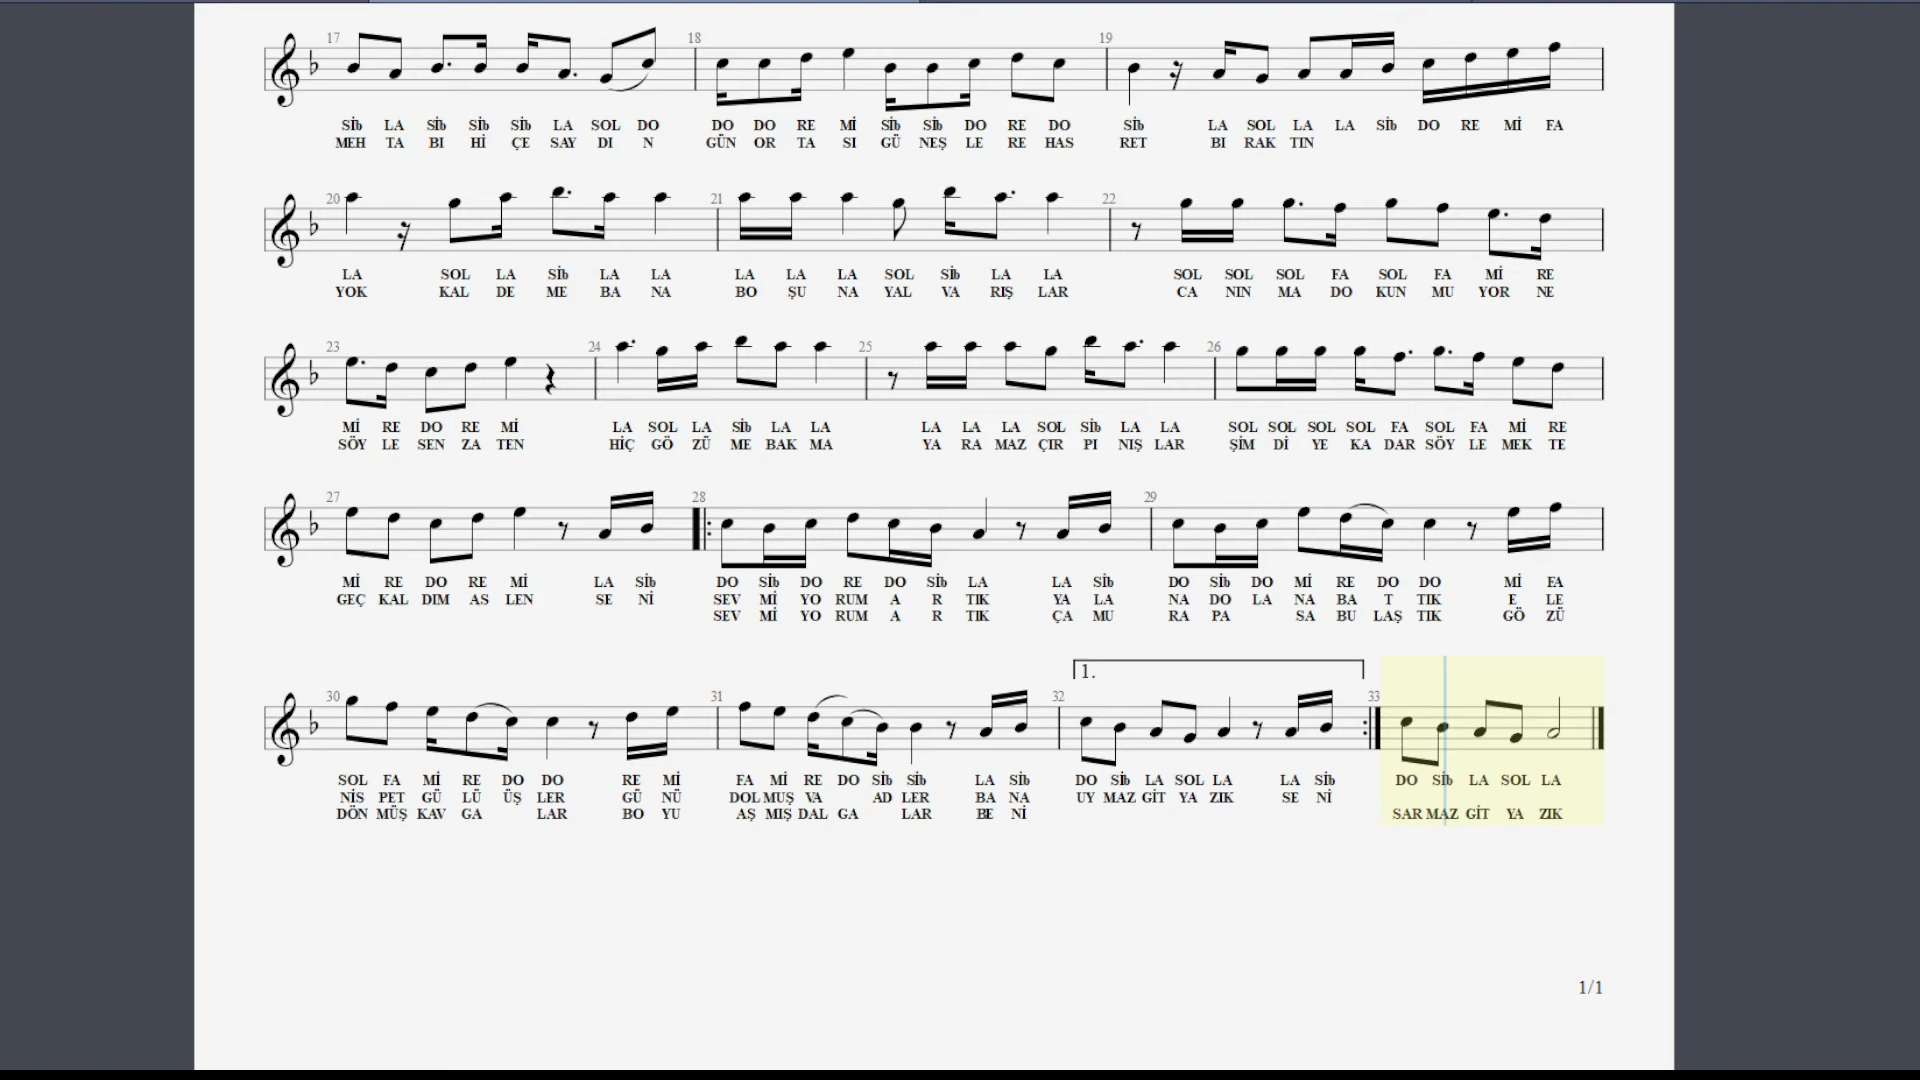 17 18 19
Sİb LA Sİb Sİb Sİb LA SOL DO DO DO RE Mİ Sİb Sİb DO RE DO Sİb LA SOL LA LA Sİb DO RE Mİ FA
MEH TA BI Hİ ÇE SAY DI N GÜN OR TA SI GÜ NEŞ LE RE HAS RET BI RAK TIN
20 21 22
LA SOL LA Sİb LA LA LA LA LA SOL Sİb LA LA SOL SOL SOL FA SOL FA Mİ RE
YOK KAL DE ME BA NA BO ŞU NA YAL VA RIŞ LAR CA NIN MA DO KUN MU YOR NE
23 24 25 26
Mİ RE DO RE Mİ LA SOL LA Sİb LA LA LA LA LA SOL Sİb LA LA SOL SOL SOL SOL FA SOL FA Mİ RE
SÖY LE SEN ZA TEN HİÇ GÖ ZÜ ME BAK MA YA RA MAZ ÇIR PI NIŞ LAR ŞİM Dİ YE KA DAR SÖY LE MEK TE
27 28 29
Mİ RE DO RE Mİ LA Sİb DO Sİb DO RE DO Sİb LA LA Sİb DO Sİb DO Mİ RE DO DO Mİ FA
GEÇ KAL DIM AS LEN SE Nİ SEV Mİ YO RUM A R TIK YA LA NA DO LA NA BA T TIK E LE
SEV Mİ YO RUM A R TIK ÇA MU RA PA SA BU LAŞ TIK GÖ ZÜ
1.
30 31 32 33
SOL FA Mİ RE DO DO RE Mİ FA Mİ RE DO Sİb Sİb LA Sİb DO Sİb LA SOL LA LA Sİb DO Sİb LA SOL LA
NİS PET GÜ LÜ ÜŞ LER GÜ NÜ DOL MUŞ VA AD LER BA NA UY MAZ GİT YA ZIK SE Nİ
DÖN MÜŞ KAV GA LAR BO YU AŞ MIŞ DAL GA LAR BE Nİ SAR MAZ GİT YA ZIK
1/1